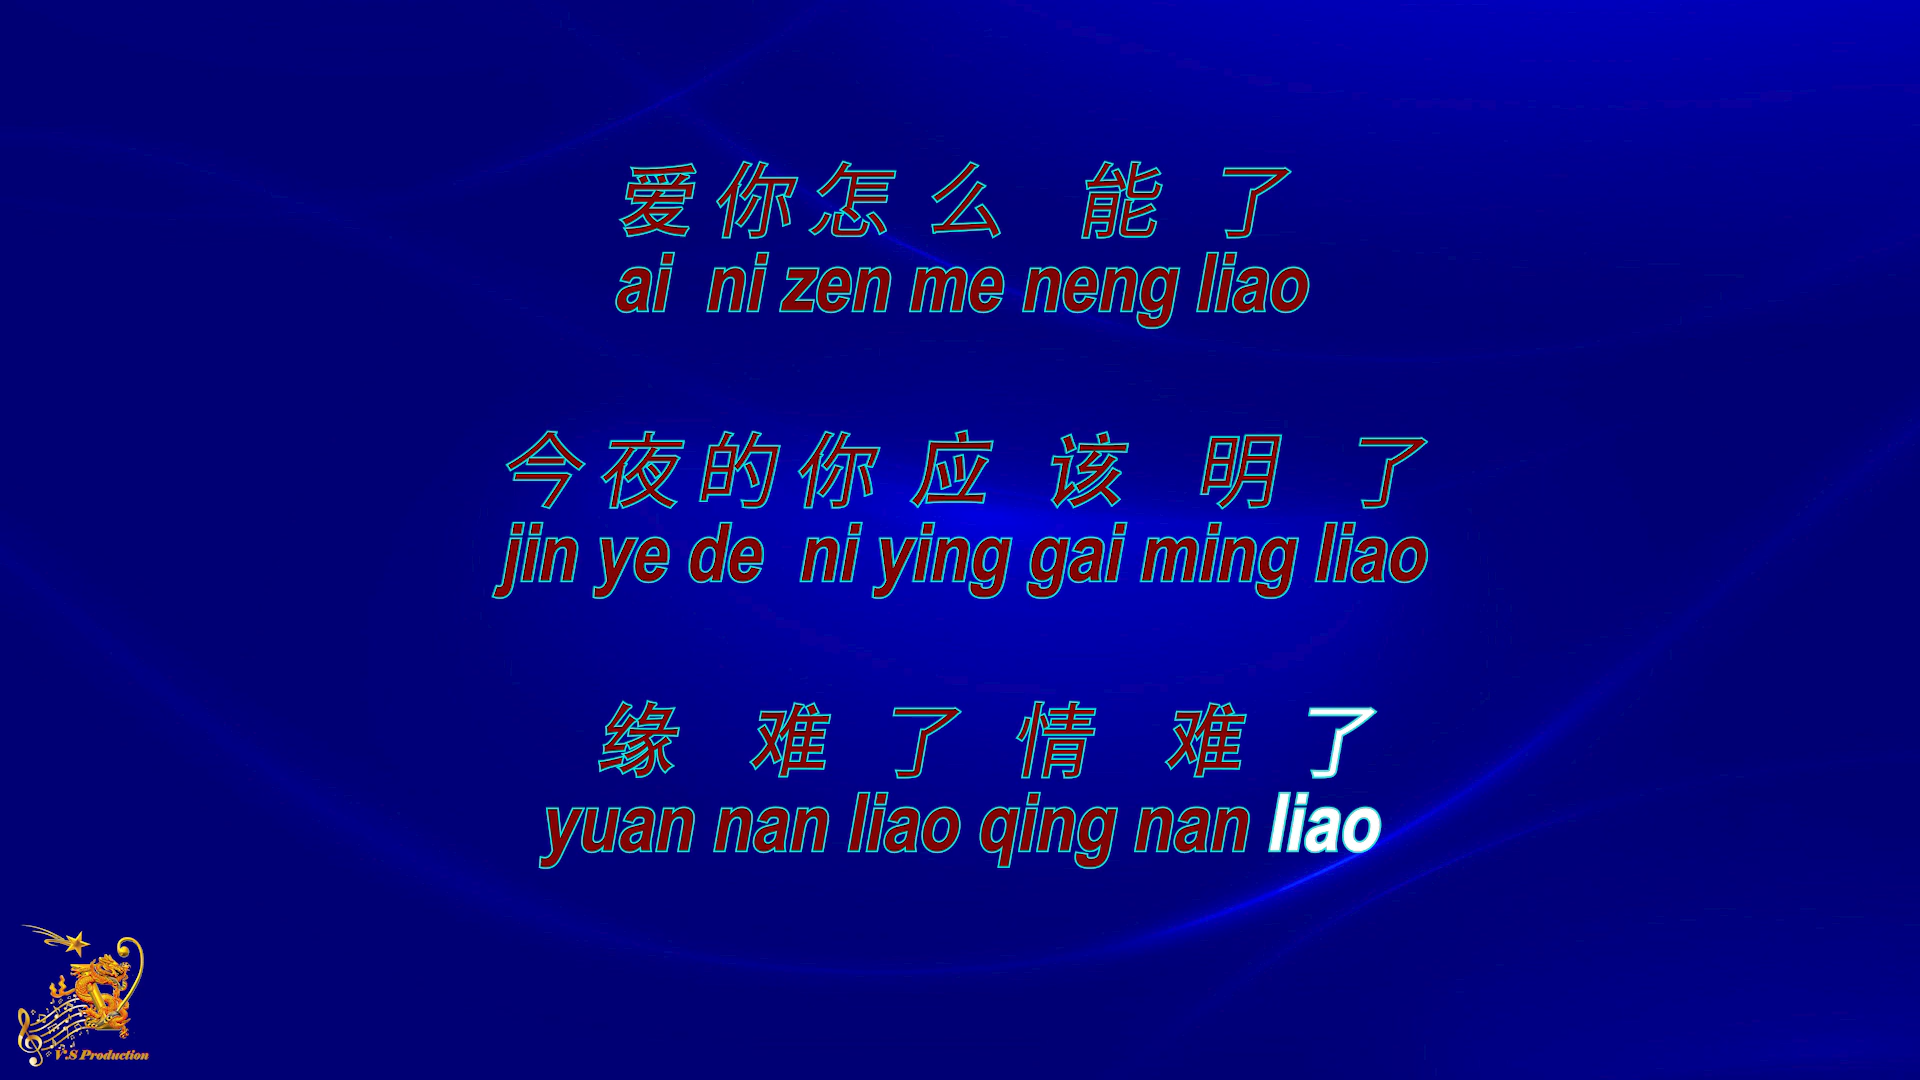 爱你怎么能了
ai ni zen me neng liao
今夜的你应该明了
jin ye de ni ying gai ming liao
缘难了情难了
yuan nan liao qing nan liao
V.S Production